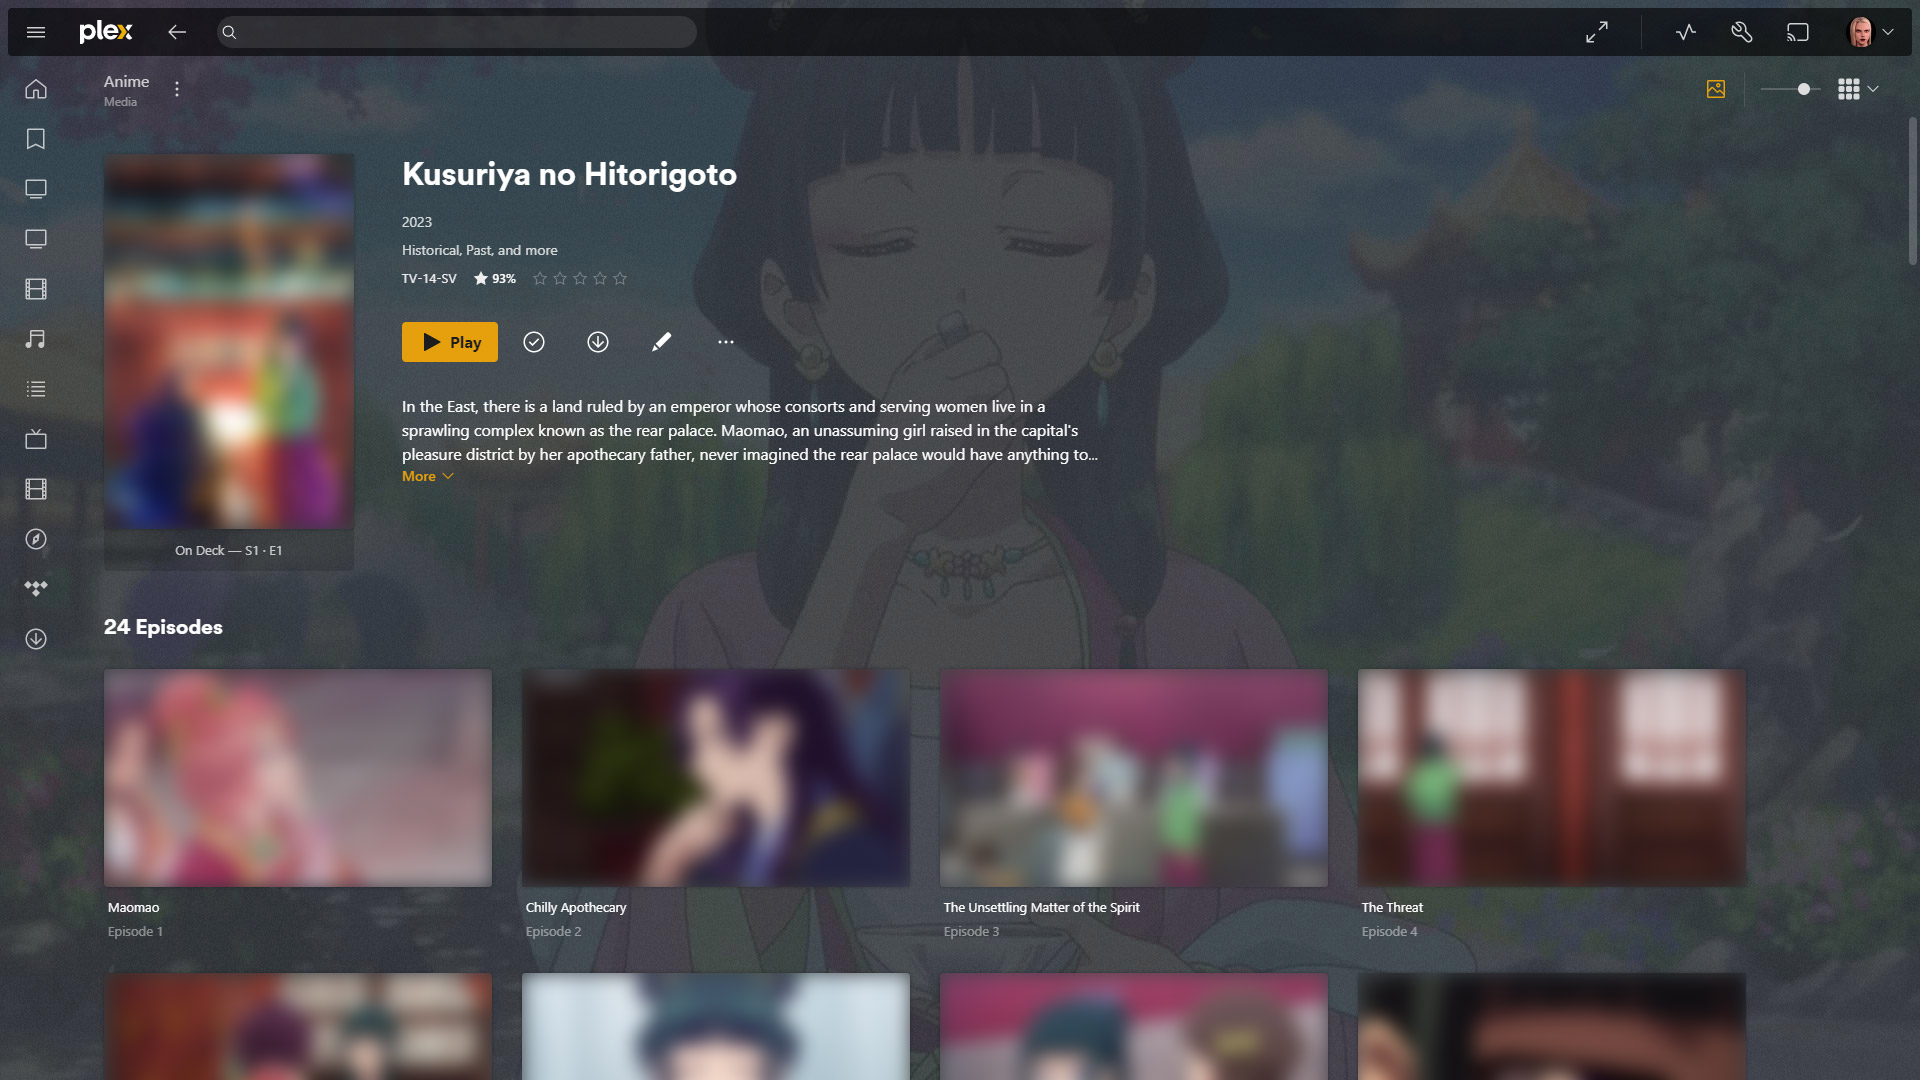 plex
Anime
Media
Kusuriya no Hitorigoto
2023
Historical, Past, and more
TV-14-SV 93%
Play
In the East, there is a land ruled by an emperor whose consorts and serving women live in a
sprawling complex known as the rear palace. Maomao, an unassuming girl raised in the capital's
pleasure district by her apothecary father, never imagined the rear palace would have anything to...
More
On Deck — S1 · E1
24 Episodes
Maomao
Episode 1
Chilly Apothecary
Episode 2
The Unsettling Matter of the Spirit
Episode 3
The Threat
Episode 4